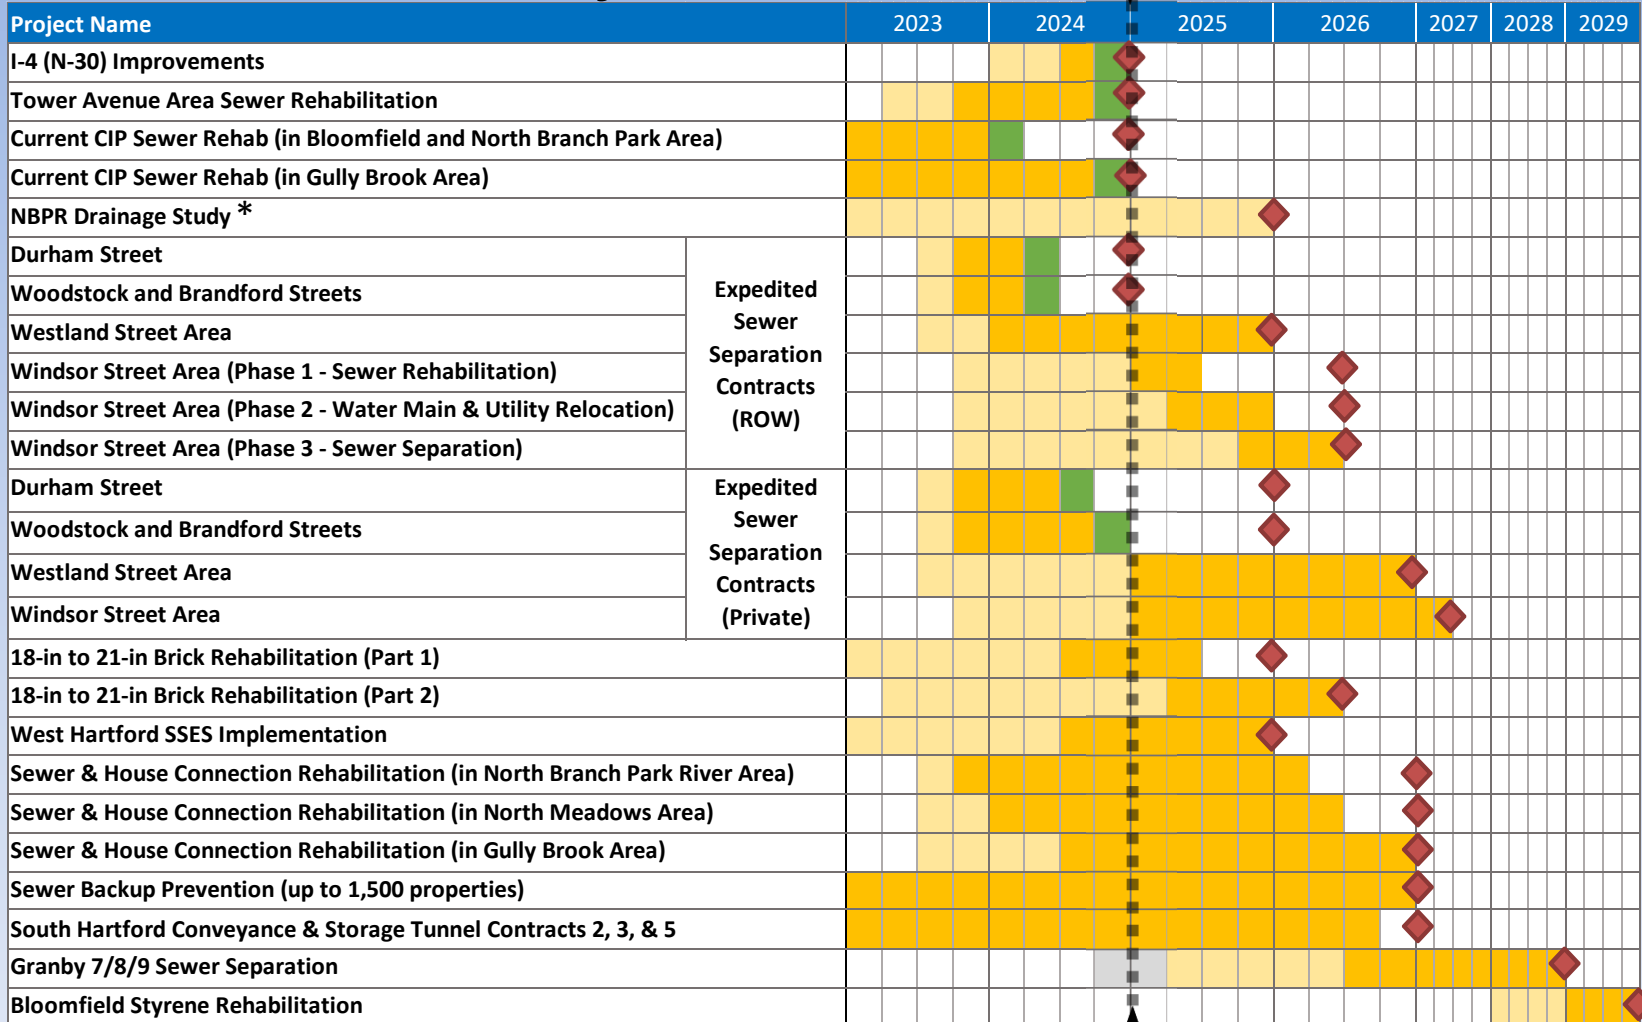 Project Name 2023 2024 2025 2026 2027 2028 2029
I-4 (N-30) Improvements
Tower Avenue Area Sewer Rehabilitation
Current CIP Sewer Rehab (in Bloomfield and North Branch Park Area)
Current CIP Sewer Rehab (in Gully Brook Area)
NBPR Drainage Study *
Durham Street
Woodstock and Brandford Streets
Westland Street Area
Windsor Street Area (Phase 1 - Sewer Rehabilitation)
Windsor Street Area (Phase 2 - Water Main & Utility Relocation)
Windsor Street Area (Phase 3 - Sewer Separation)
Expedited
Sewer
Separation
Contracts
(ROW)
Durham Street
Woodstock and Brandford Streets
Westland Street Area
Windsor Street Area
Expedited
Sewer
Separation
Contracts
(Private)
18-in to 21-in Brick Rehabilitation (Part 1)
18-in to 21-in Brick Rehabilitation (Part 2)
West Hartford SSES Implementation
Sewer & House Connection Rehabilitation (in North Branch Park River Area)
Sewer & House Connection Rehabilitation (in North Meadows Area)
Sewer & House Connection Rehabilitation (in Gully Brook Area)
Sewer Backup Prevention (up to 1,500 properties)
South Hartford Conveyance & Storage Tunnel Contracts 2, 3, & 5
Granby 7/8/9 Sewer Separation
Bloomfield Styrene Rehabilitation